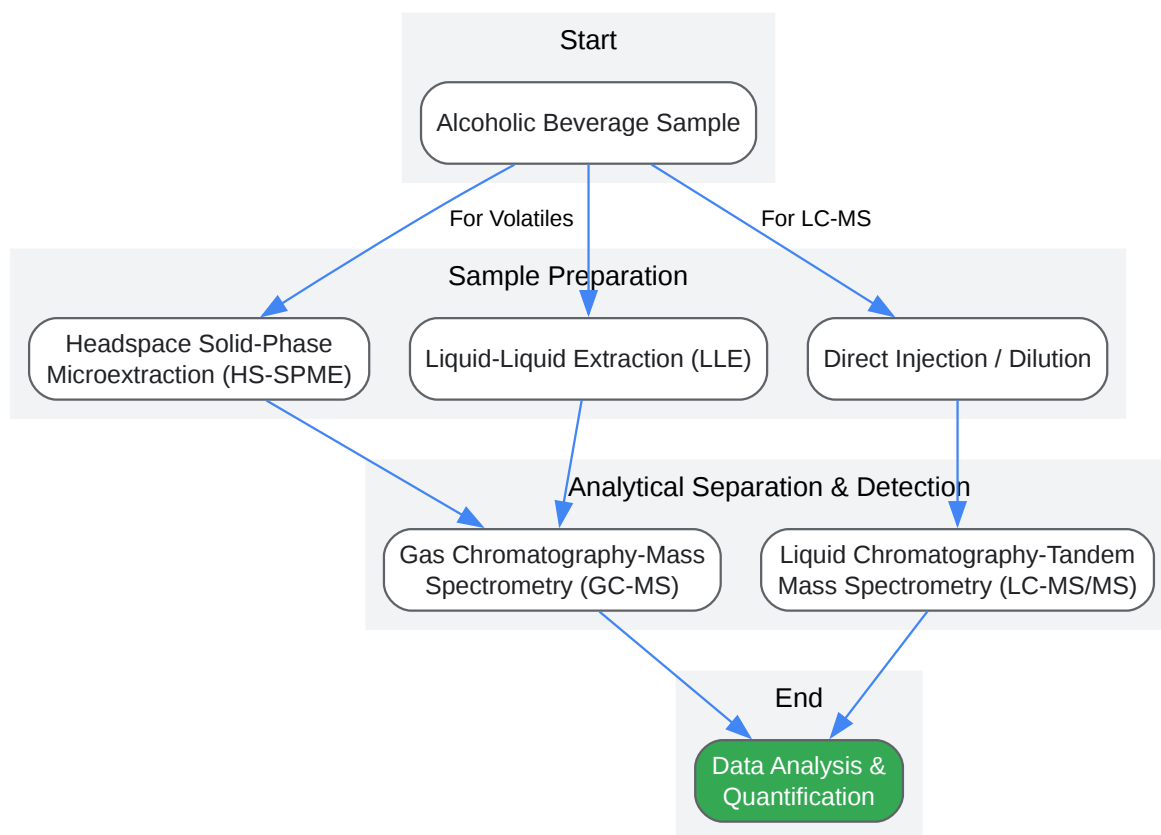 Start
Alcoholic Beverage Sample
For Volatiles
For LC-MS
Sample Preparation
Headspace Solid-Phase
Microextraction (HS-SPME)
Liquid-Liquid Extraction (LLE)
Direct Injection / Dilution
Analytical Separation & Detection
Gas Chromatography-Mass
Spectrometry (GC-MS)
Liquid Chromatography-Tandem
Mass Spectrometry (LC-MS/MS)
End
Data Analysis &
Quantification